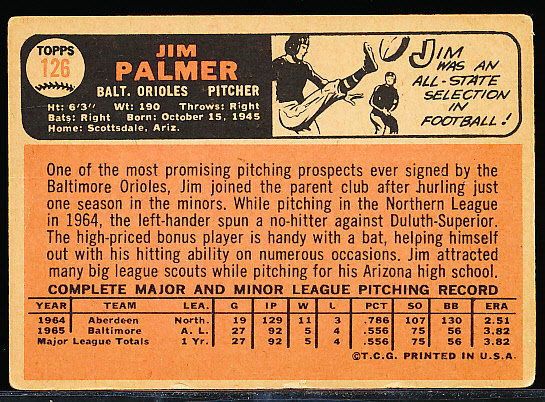 TOPPS
126
JIM
PALMER
BALT. ORIOLES PITCHER
Ht: 6'3" Wt: 190 Throws: Right
Bats: Right Born: October 15, 1945
Home: Scottsdale, Ariz.
JIM
WAS AN
ALL-STATE
SELECTION
IN
FOOTBALL!
One of the most promising pitching prospects ever signed by the
Baltimore Orioles, Jim joined the parent club after hurling just
one season in the minors. While pitching in the Northern League
in 1964, the left-hander spun a no-hitter against Duluth-Superior.
The high-priced bonus player is handy with a bat, helping himself
out with his hitting ability on numerous occasions. Jim attracted
many big league scouts while pitching for his Arizona high school.
COMPLETE MAJOR AND MINOR LEAGUE PITCHING RECORD
YEAR TEAM LEA. G IP W L PCT SO BB ERA
1964 Aberdeen North. 19 129 11 3 .786 107 130 2.51
1965 Baltimore A. L. 27 92 5 4 .556 75 56 3.82
Major League Totals 1 Yr. 27 92 5 4 .556 75 56 3.82
©T.C.G. PRINTED IN U.S.A.